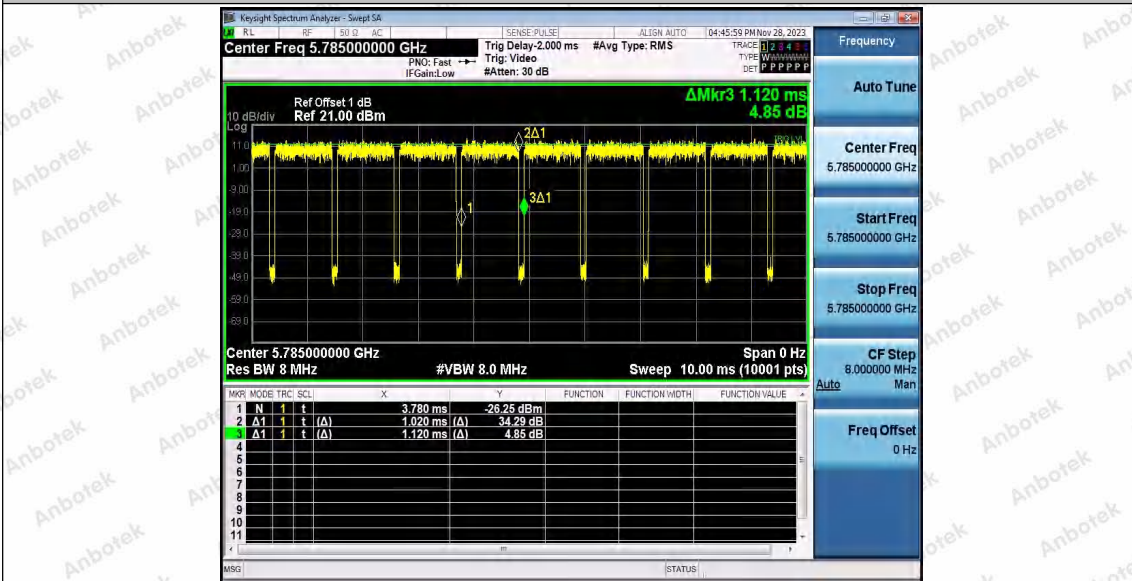 Keysight Spectrum Analyzer - Swept SA
RL RF 50 Ω AC SENSE:PULSE ALIGN AUTO 04:45:59 PM Nov 28, 2023
Center Freq 5.785000000 GHz
PNO: Fast
IFGain:Low
Trig Delay-2.000 ms
Trig: Video
#Atten: 30 dB
#Avg Type: RMS
TRACE 1 2 3 4 5 6
TYPE WWWWWW
DET P P P P P P
ΔMkr3 1.120 ms
4.85 dB
Ref Offset 1 dB
Ref 21.00 dBm
10 dB/div
Log
11.0
1.00
-9.00
-19.0
-29.0
-39.0
-49.0
-59.0
-69.0
2Δ1
TRIG LVL
3Δ1
1
Center 5.785000000 GHz Span 0 Hz
Res BW 8 MHz #VBW 8.0 MHz Sweep 10.00 ms (10001 pts)
MKR MODE TRC SCL X Y FUNCTION FUNCTION WIDTH FUNCTION VALUE
1 N 1 t 3.780 ms -26.25 dBm
2 Δ1 1 t (Δ) 1.020 ms (Δ) 34.29 dB
3 Δ1 1 t (Δ) 1.120 ms (Δ) 4.85 dB
4
5
6
7
8
9
10
11
MSG STATUS
Frequency
Auto Tune
Center Freq
5.785000000 GHz
Start Freq
5.785000000 GHz
Stop Freq
5.785000000 GHz
CF Step
8.000000 MHz
Auto Man
Freq Offset
0 Hz
Anbotek